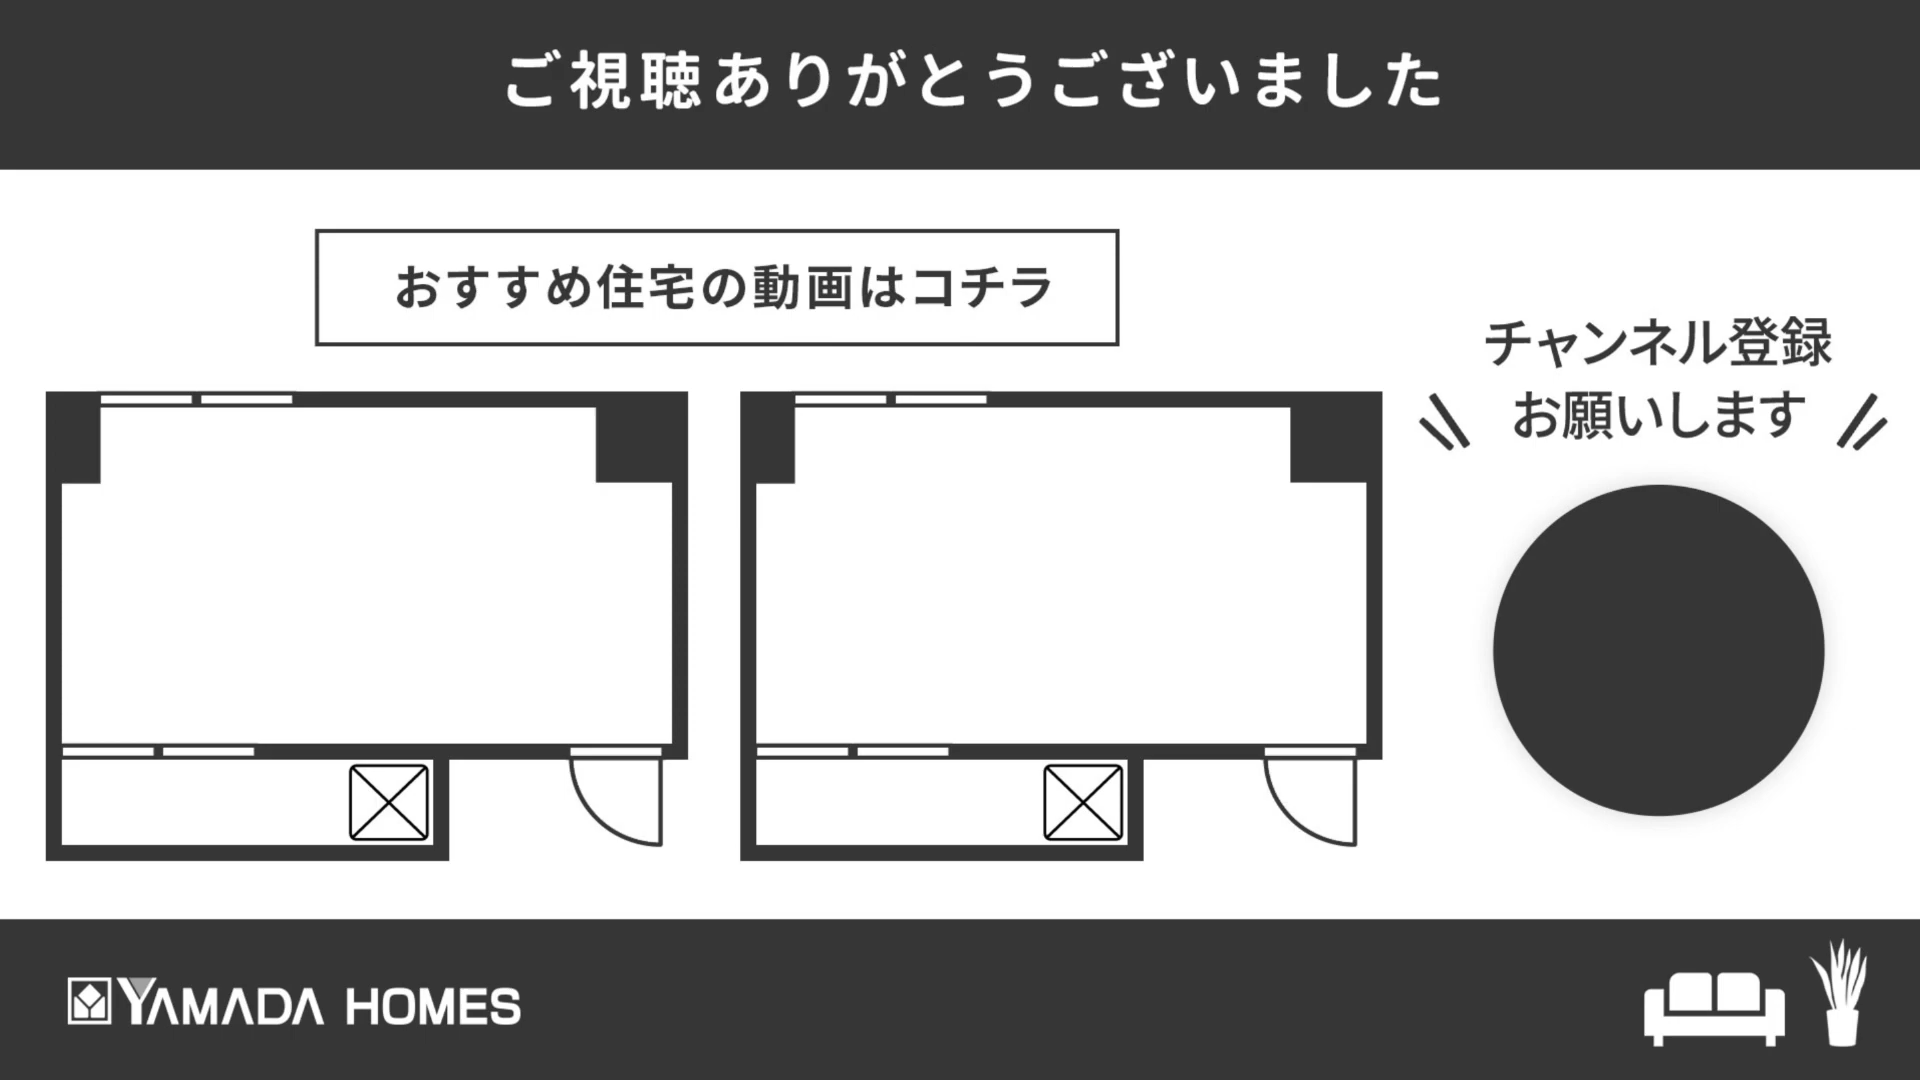 ご視聴ありがとうございました
おすすめ住宅の動画はコチラ
チャンネル登録
お願いします
YAMADA HOMES